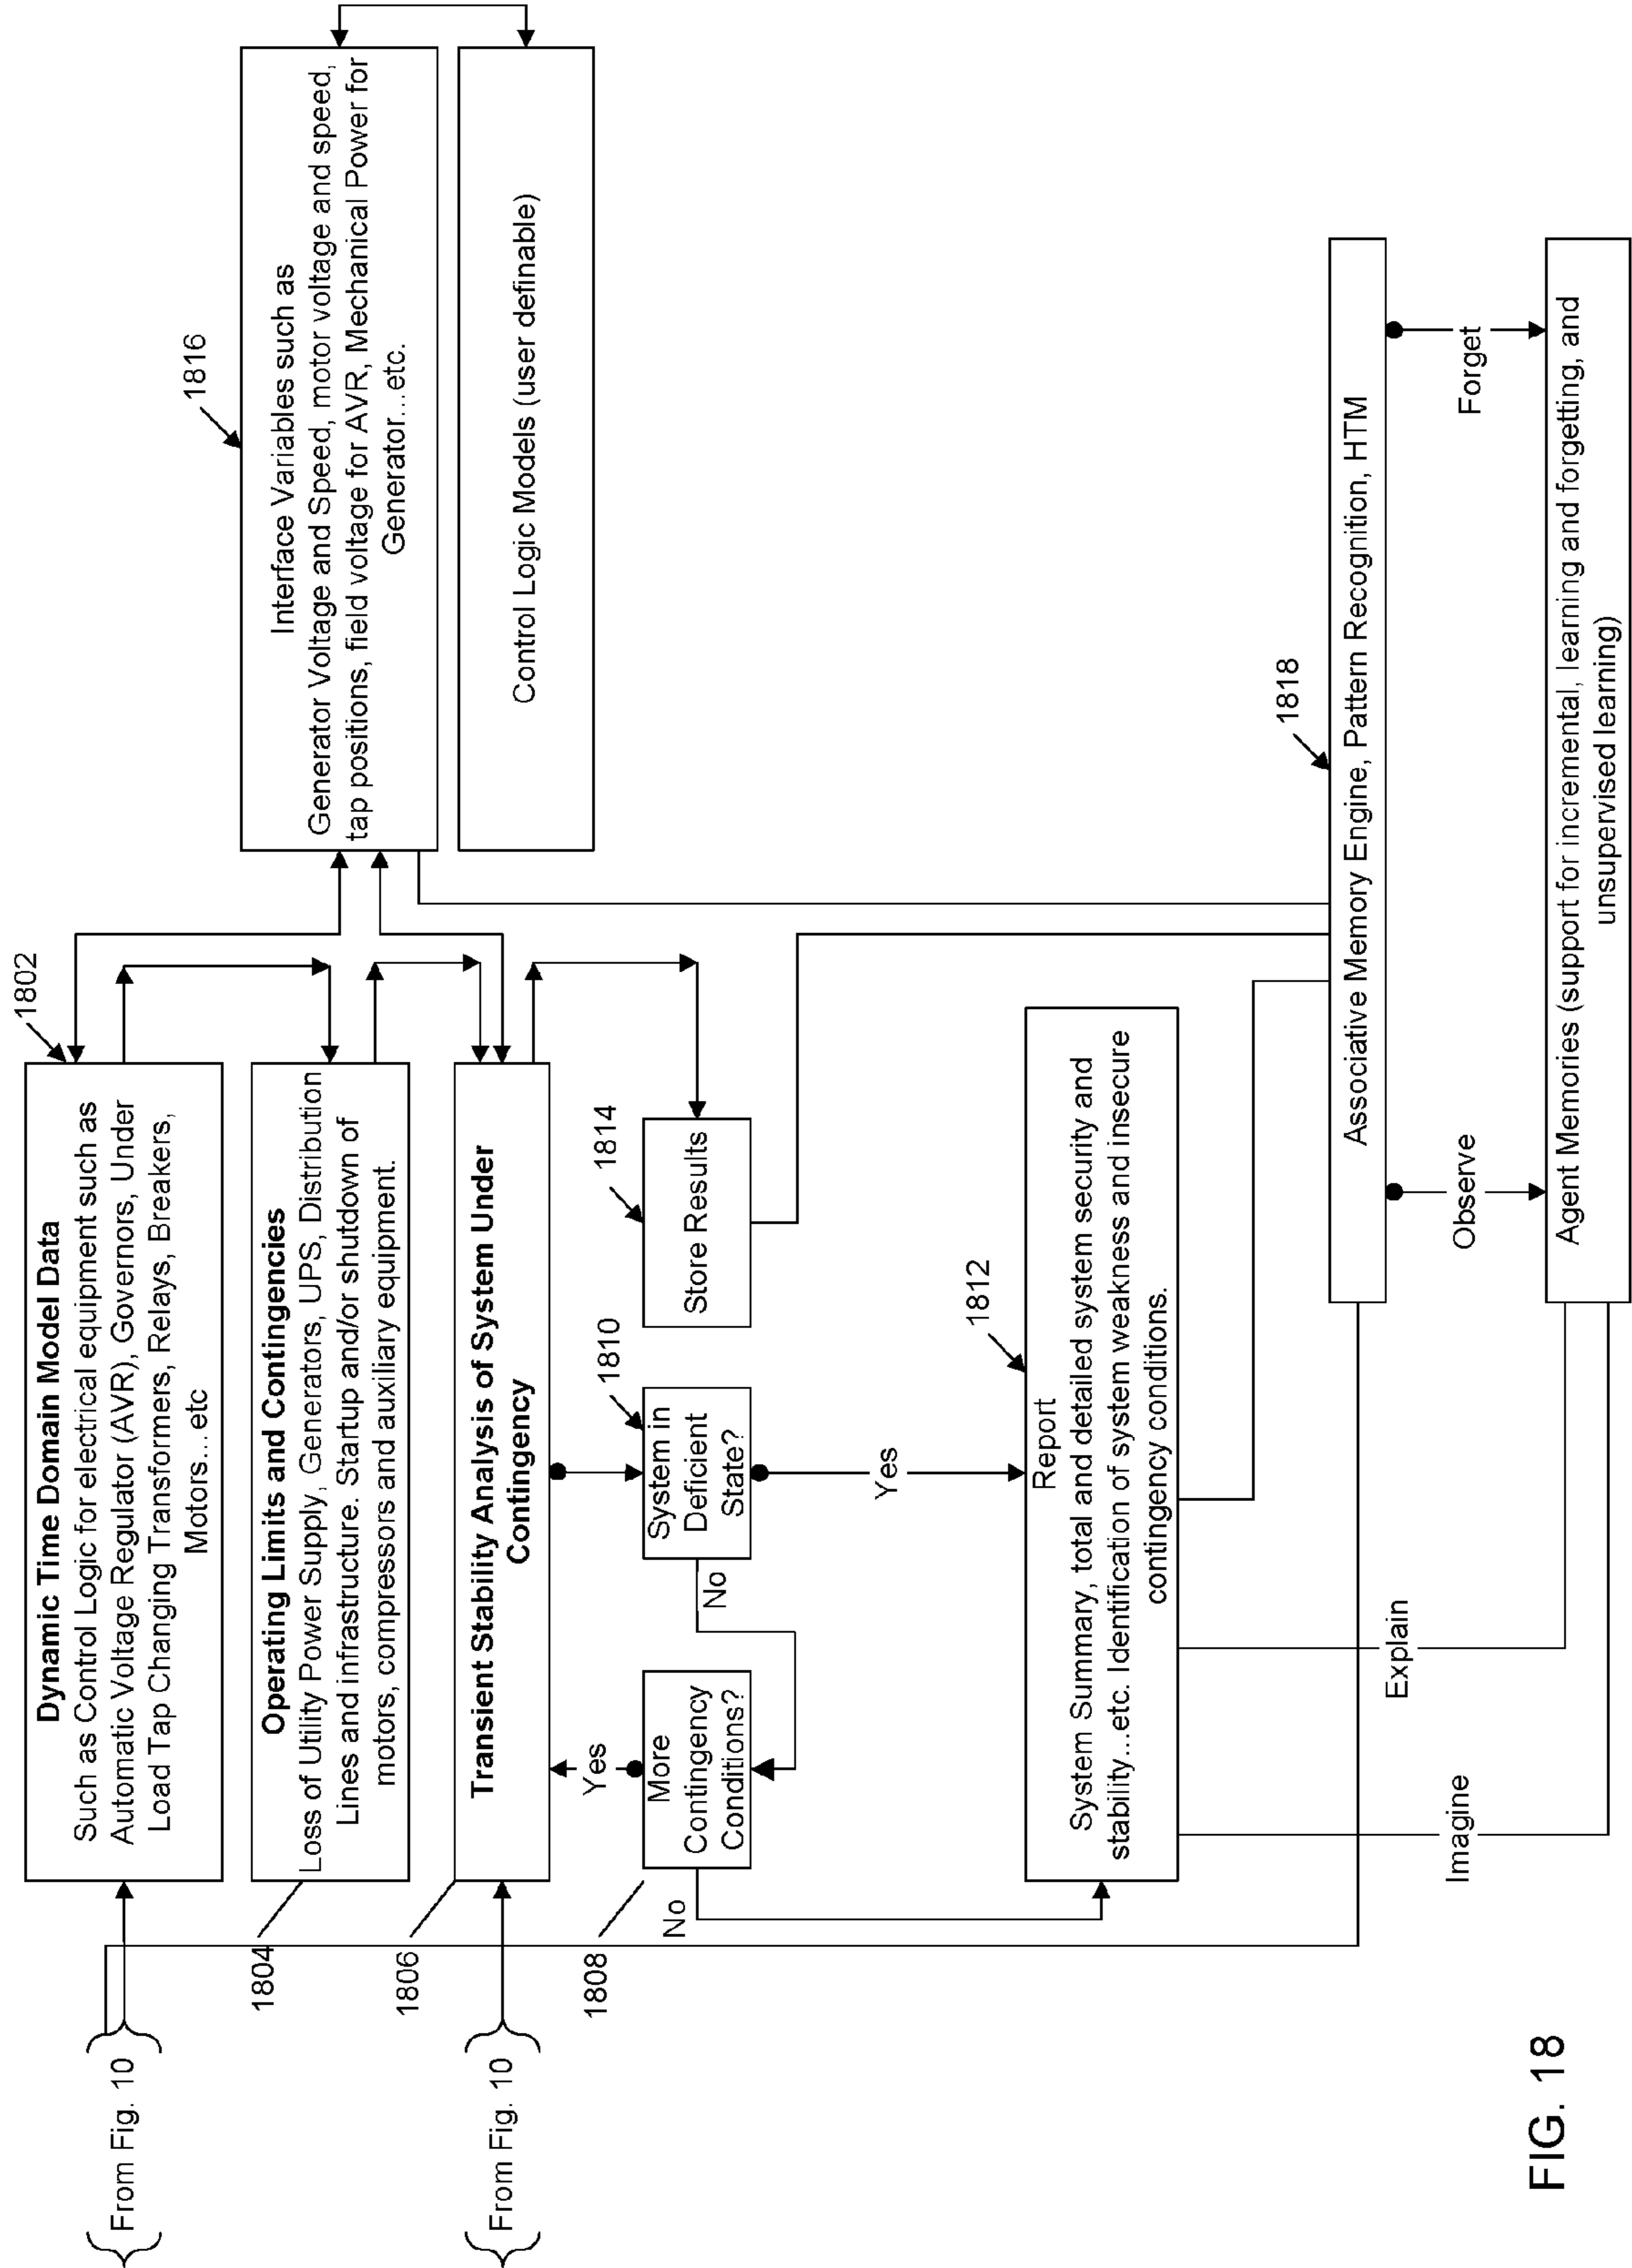 From Fig. 10
From Fig. 10
1802
Dynamic Time Domain Model Data
Such as Control Logic for electrical equipment such as
Automatic Voltage Regulator (AVR), Governors, Under
Load Tap Changing Transformers, Relays, Breakers,
Motors...etc
1804
Operating Limits and Contingencies
Loss of Utility Power Supply, Generators, UPS, Distribution
Lines and infrastructure. Startup and/or shutdown of
motors, compressors and auxiliary equipment.
1806
Transient Stability Analysis of System Under
Contingency
1816
Interface Variables such as
Generator Voltage and Speed, motor voltage and speed,
tap positions, field voltage for AVR, Mechanical Power for
Generator...etc.
Control Logic Models (user definable)
1808
More
Contingency
Conditions?
Yes
No
1810
System in
Deficient
State?
No
Yes
1814
Store Results
1812
Report
System Summary, total and detailed system security and
stability...etc. Identification of system weakness and insecure
contingency conditions.
1818
Associative Memory Engine, Pattern Recognition, HTM
Imagine
Explain
Observe
Forget
Agent Memories (support for incremental, learning and forgetting, and
unsupervised learning)
FIG. 18